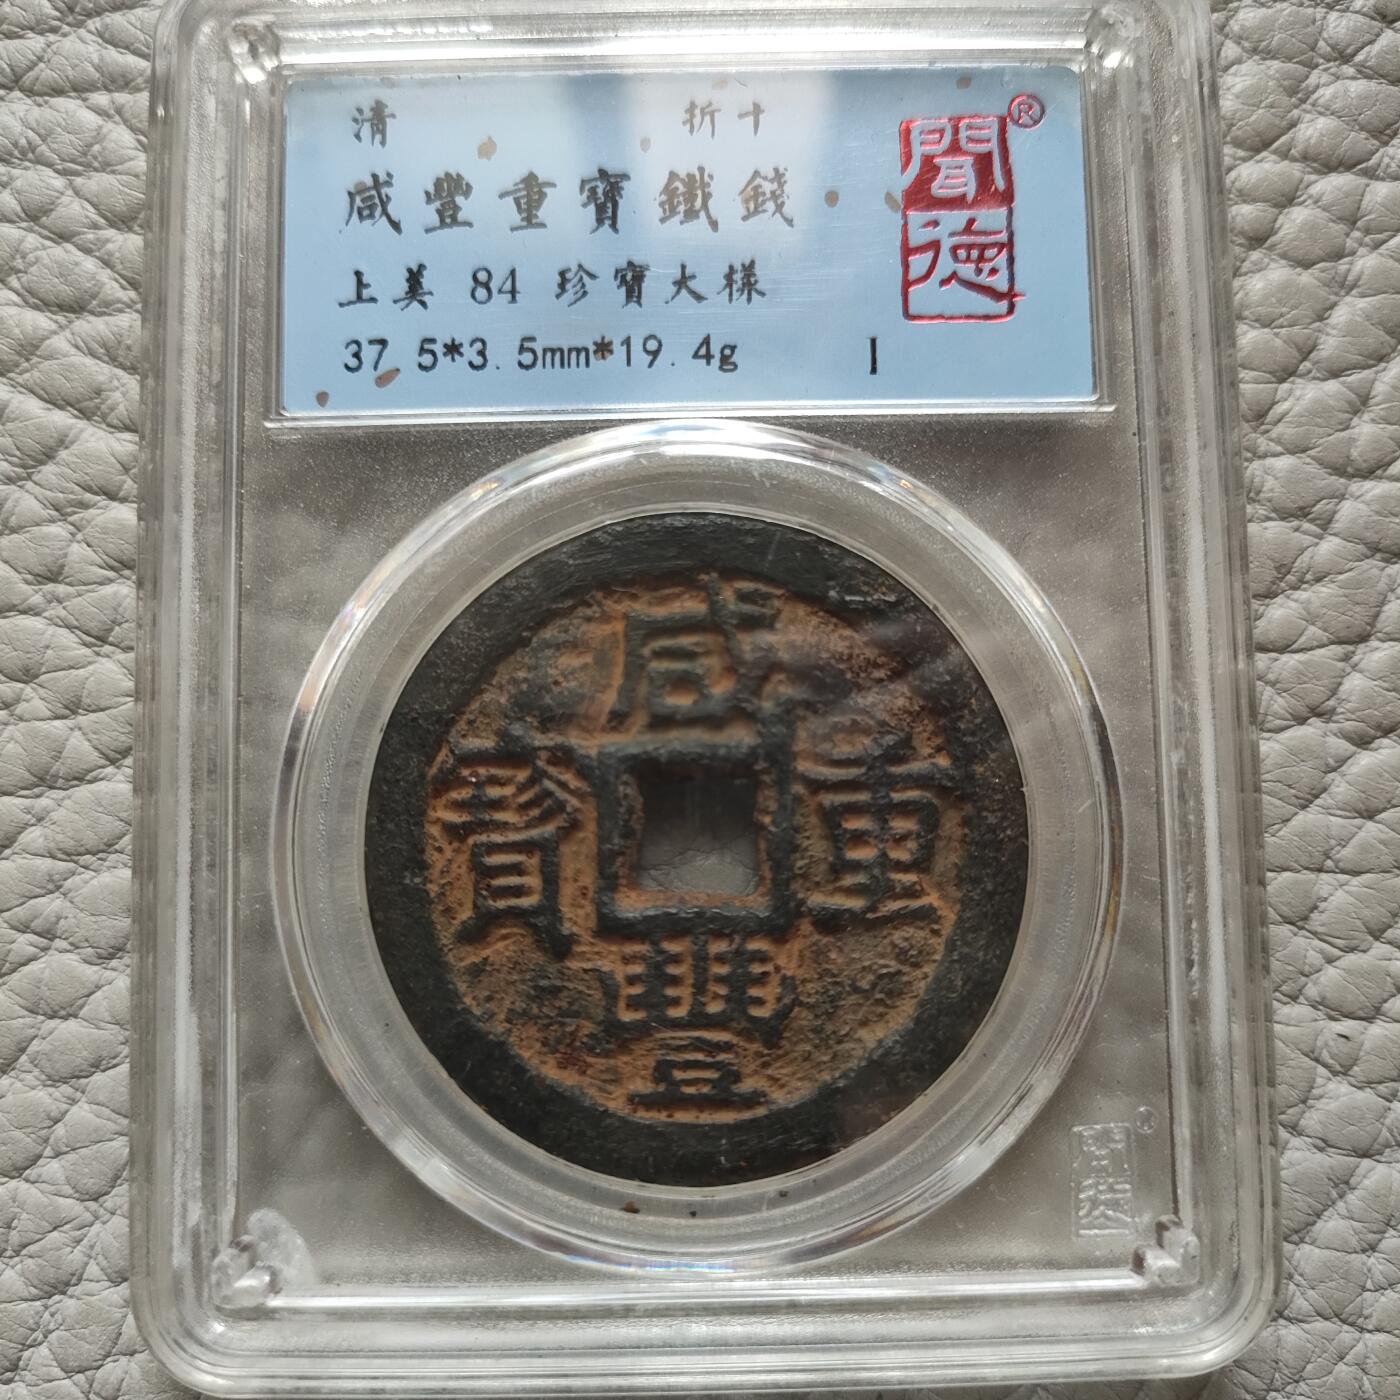 清 折十
咸豐重寶鐵錢
上美 84 珍寶大樣
37.5*3.5mm*19.4g
聞德®
咸豐重寶
聞德